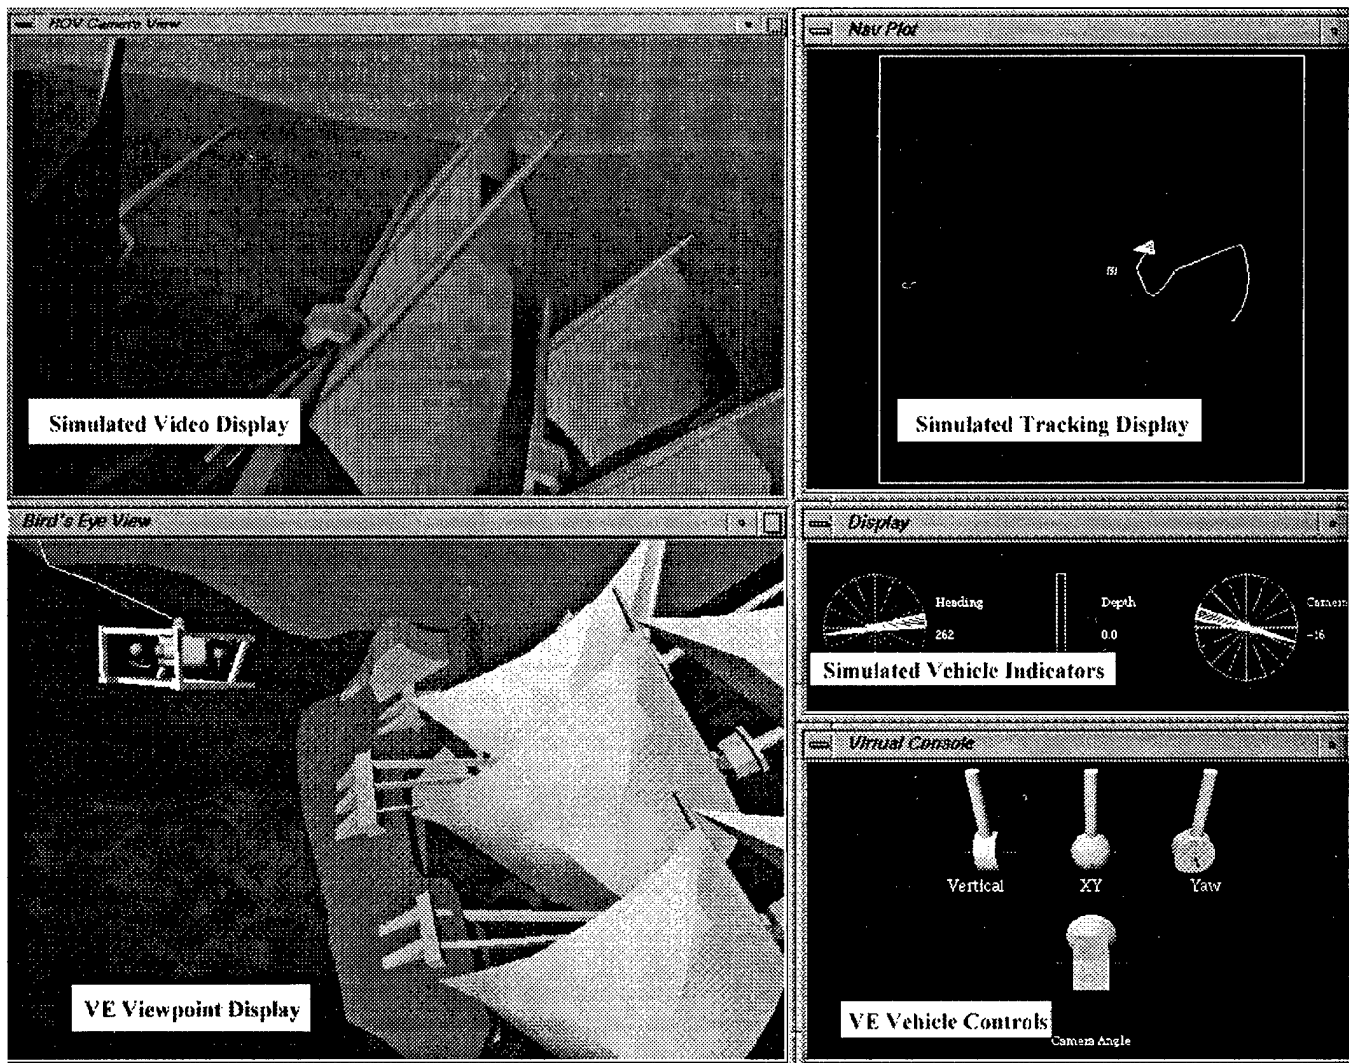 ROV Camera View
Simulated Video Display
Nav Plot
Simulated Tracking Display
Bird's Eye View
VE Viewpoint Display
Display
Heading
262
Depth
0.0
Camera
-16
Simulated Vehicle Indicators
Virtual Console
Vertical
XY
Yaw
VE Vehicle Controls
Camera Angle